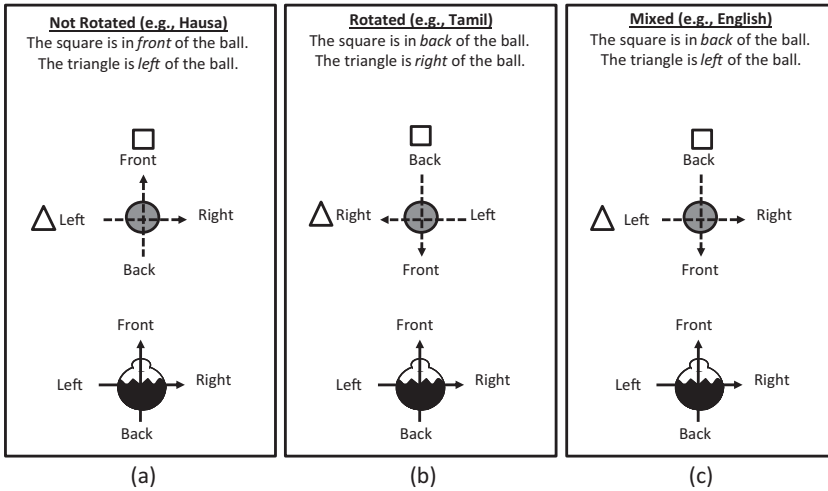 Not Rotated (e.g., Hausa)
The square is in front of the ball.
The triangle is left of the ball.
Front
Left
Right
Back
Front
Left
Right
Back
(a)
Rotated (e.g., Tamil)
The square is in back of the ball.
The triangle is right of the ball.
Back
Right
Left
Front
Front
Left
Right
Back
(b)
Mixed (e.g., English)
The square is in back of the ball.
The triangle is left of the ball.
Back
Left
Right
Front
Front
Left
Right
Back
(c)